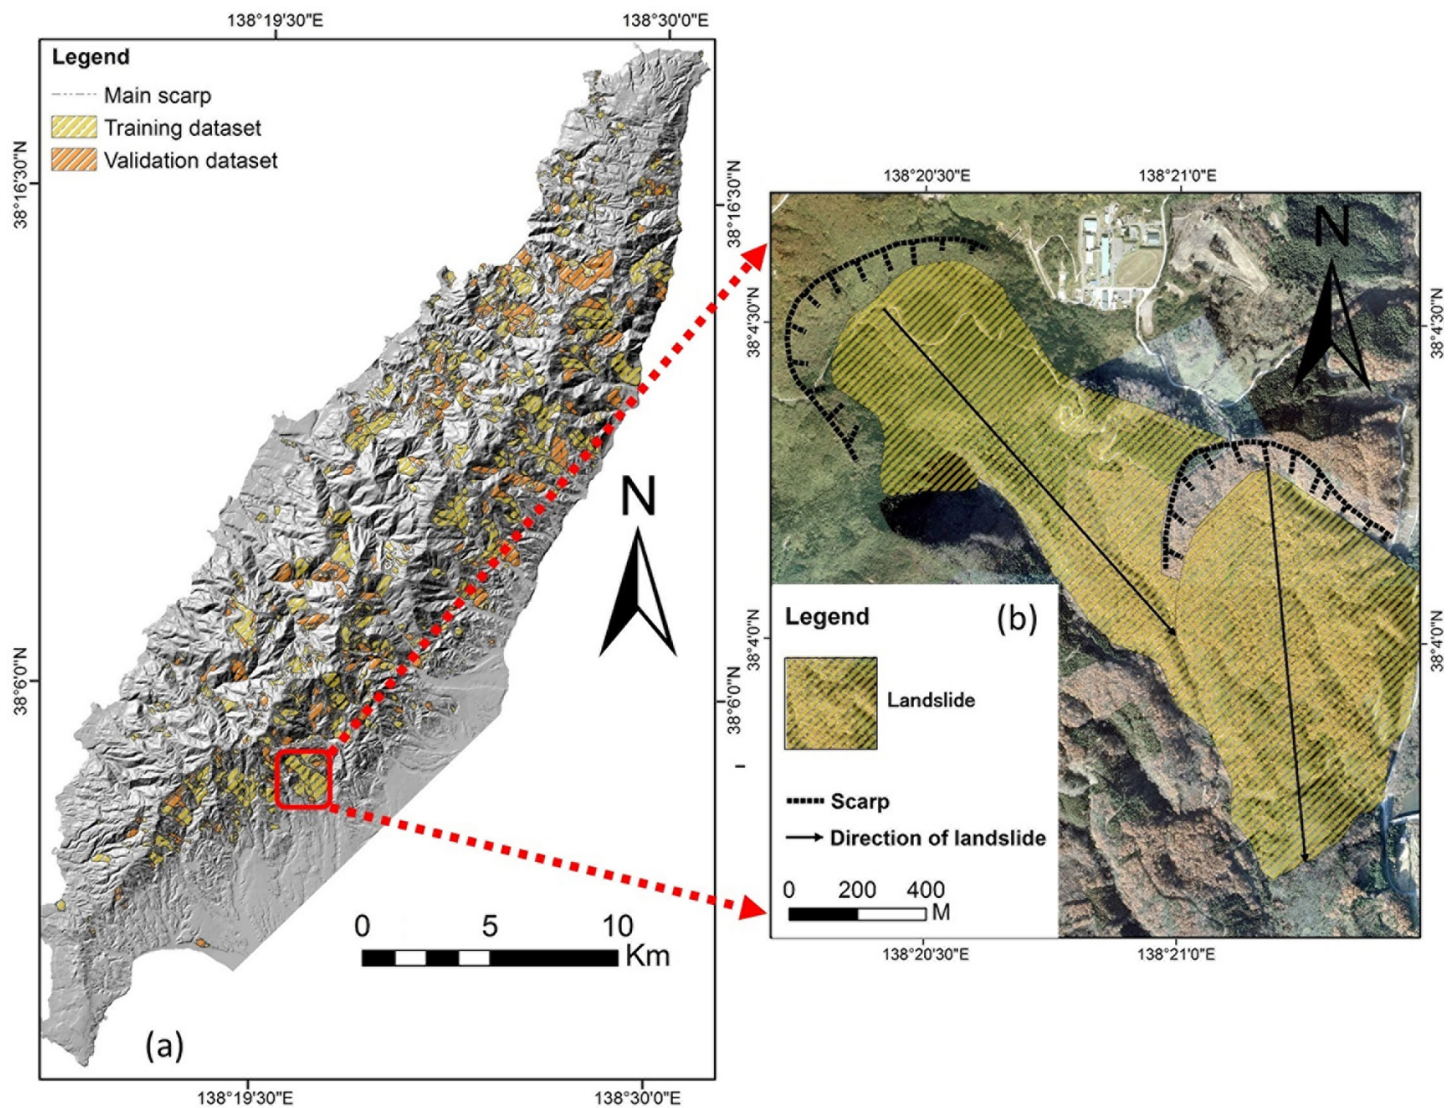 138°19'30"E
138°30'0"E
Legend
Main scarp
Training dataset
Validation dataset
38°16'30"N
38°16'30"N
38°6'0"N
38°6'0"N
N
0 5 10
Km
(a)
138°19'30"E
138°30'0"E
138°20'30"E
138°21'0"E
N
38°4'30"N
38°4'30"N
38°4'0"N
38°4'0"N
Legend
(b)
Landslide
Scarp
Direction of landslide
0 200 400
M
138°20'30"E
138°21'0"E